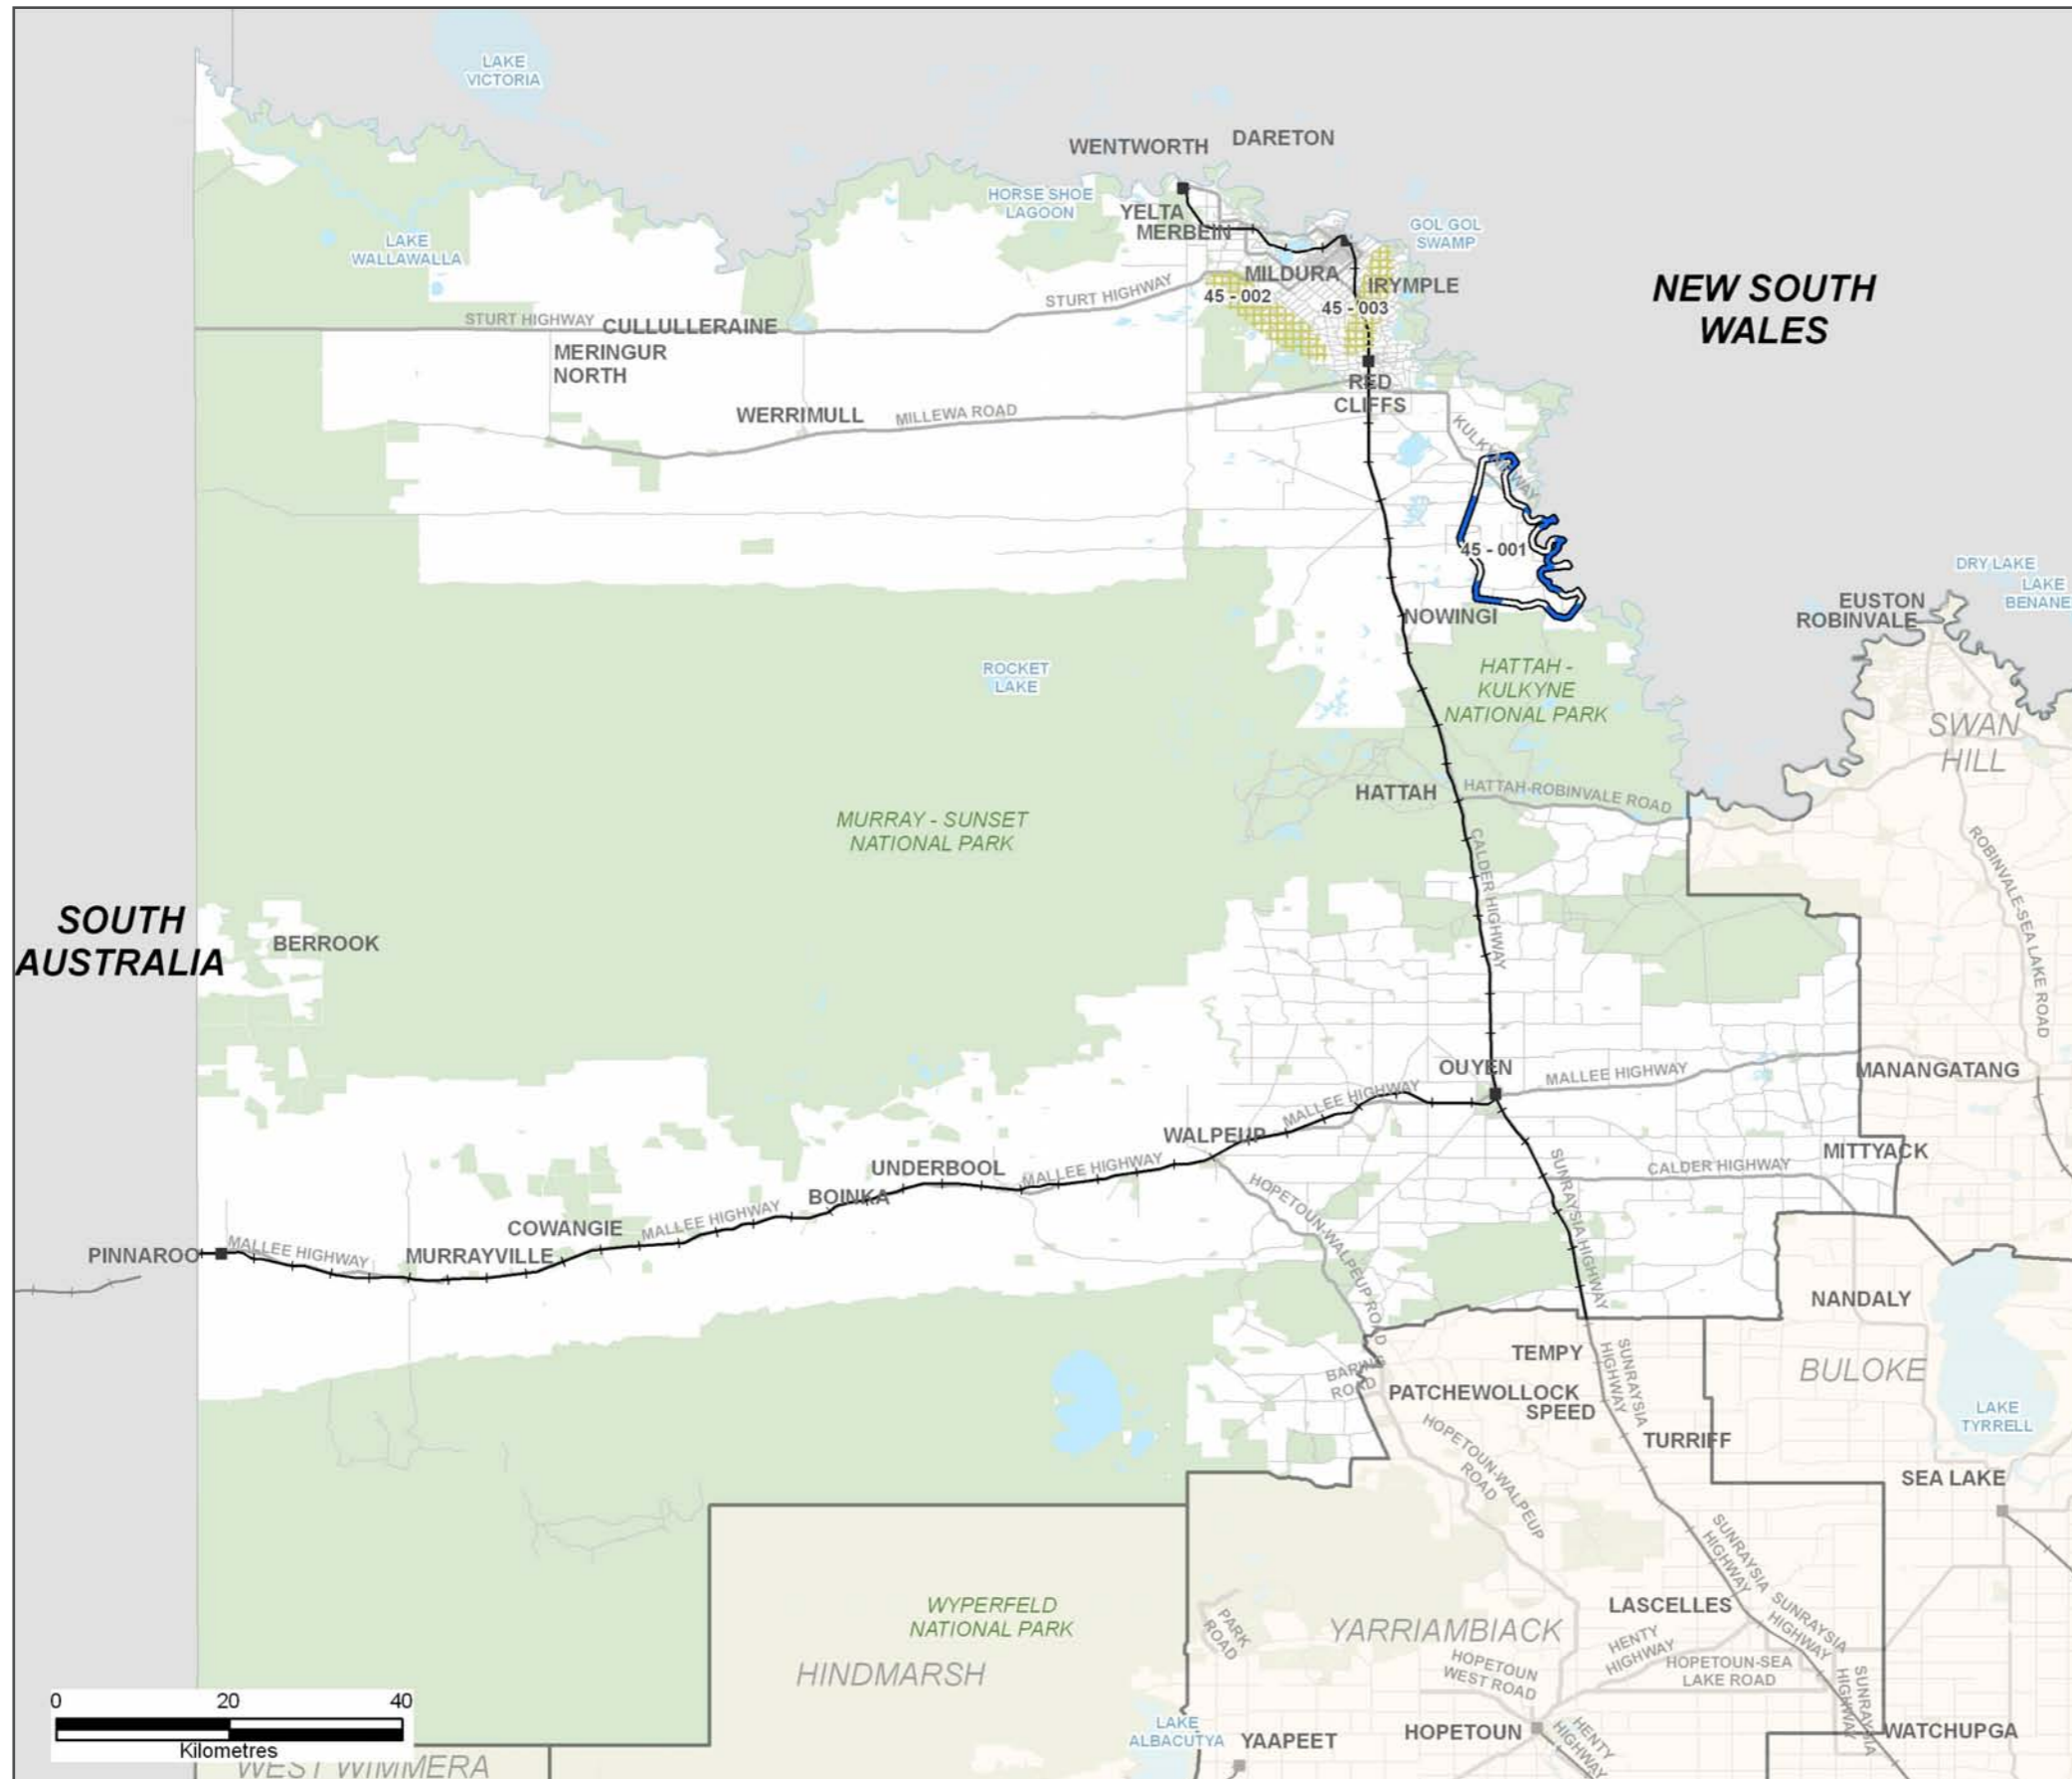 LAKE
VICTORIA
WENTWORTH
DARETON
HORSE SHOE
LAGOON
YELTA
MERBEIN
GOL GOL
SWAMP
LAKE
WALLAWALLA
MILDURA
IRYMPLE
45 - 002
45 - 003
NEW SOUTH
WALES
STURT HIGHWAY
STURT HIGHWAY
CULLULLERAINE
MERINGUR
NORTH
RED
CLIFFS
WERRIMULL
MILLEWA ROAD
45 - 001
DRY LAKE
LAKE
BENANE
EUSTON
ROBINVALE
NOWINGI
ROCKET
LAKE
HATTAH -
KULKYNE
NATIONAL PARK
SWAN
HILL
HATTAH
HATTAH-ROBINVALE ROAD
MURRAY - SUNSET
NATIONAL PARK
CALDER HIGHWAY
ROBINVALE-SEA LAKE ROAD
SOUTH
AUSTRALIA
BERROOK
OUYEN
MALLEE HIGHWAY
MANANGATANG
MALLEE HIGHWAY
WALPEUP
MITTYACK
CALDER HIGHWAY
UNDERBOOL
MALLEE HIGHWAY
BOINKA
HOPETOUN-WALPEUP ROAD
SUNRAYSIA HIGHWAY
COWANGIE
MALLEE HIGHWAY
PINNAROO
MALLEE HIGHWAY
MURRAYVILLE
NANDALY
TEMPY
SUNRAYSIA
HIGHWAY
BULOKE
BARING
ROAD
PATCHEWOLLOCK
SPEED
LAKE
TYRRELL
TURRIFF
HOPETOUN-WALPEUP
ROAD
SEA LAKE
SUNRAYSIA
HIGHWAY
WYPERFELD
NATIONAL PARK
PARK
ROAD
YARRIAMBIACK
LASCELLES
SUNRAYSIA
HIGHWAY
HENTY
HIGHWAY
HINDMARSH
HOPETOUN
WEST ROAD
HOPETOUN-SEA
LAKE ROAD
SUNRAYSIA
HIGHWAY
0 20 40
Kilometres
LAKE
ALBACUTYA
YAAPEET
HOPETOUN
HENTY
HIGHWAY
WATCHUPGA
WEST WIMMERA